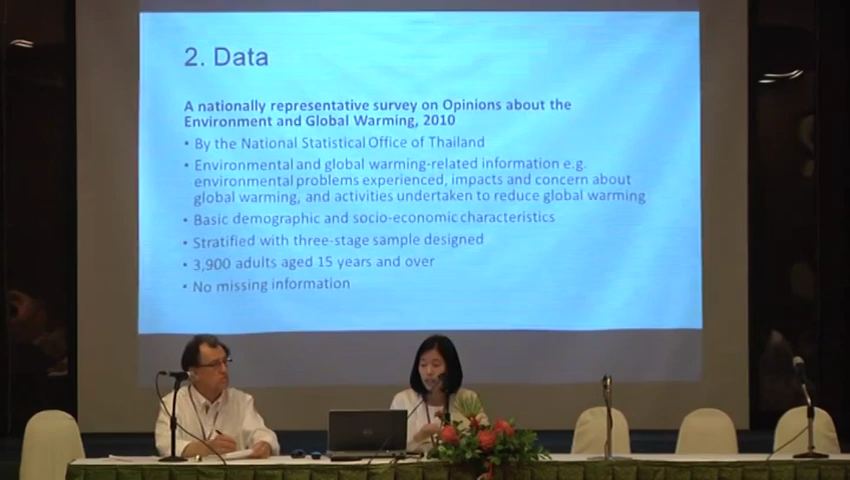 2. Data
A nationally representative survey on Opinions about the
Environment and Global Warming, 2010
• By the National Statistical Office of Thailand
• Environmental and global warming-related information e.g.
environmental problems experienced, impacts and concern about
global warming, and activities undertaken to reduce global warming
• Basic demographic and socio-economic characteristics
• Stratified with three-stage sample designed
• 3,900 adults aged 15 years and over
• No missing information